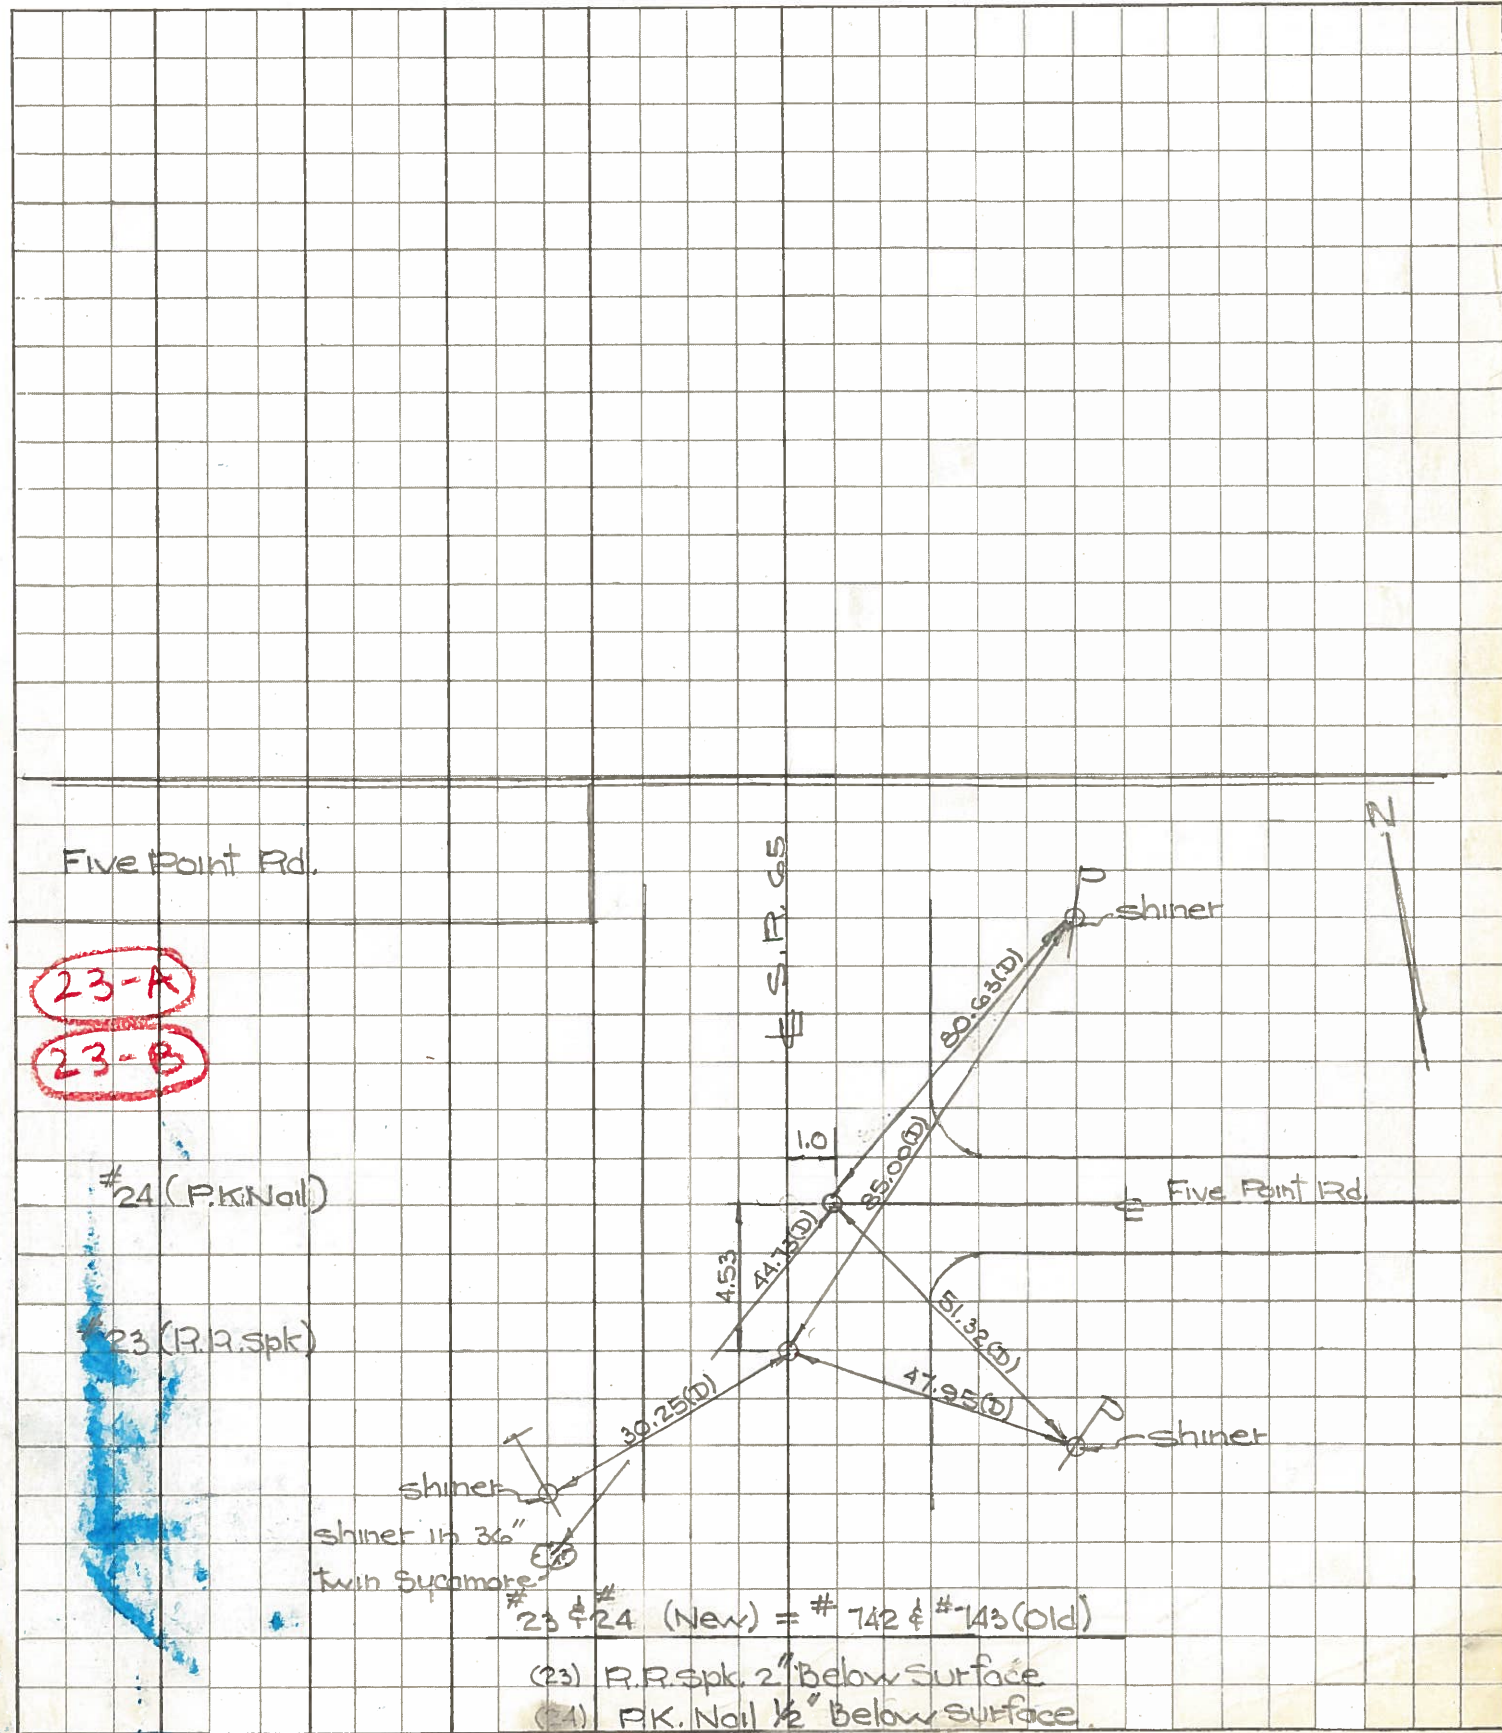 Five Point Rd.
N
℄ S.R. 65
P
shiner
23-A
80.63(D)
23-B
1.0
85.00(D)
#24 (P.K. Nail)
℄ Five Point Rd.
44.73(D)
4.53
51.32(D)
#23 (R.R. Spk)
47.95(D)
30.25(D)
P
shiner
T
shiner
shiner in 36"
twin Sycamore
#23 & #24 (New) = # 742 & #743 (Old)
(23) R.R. Spk. 2" Below Surface
(24) P.K. Nail ½" Below Surface.